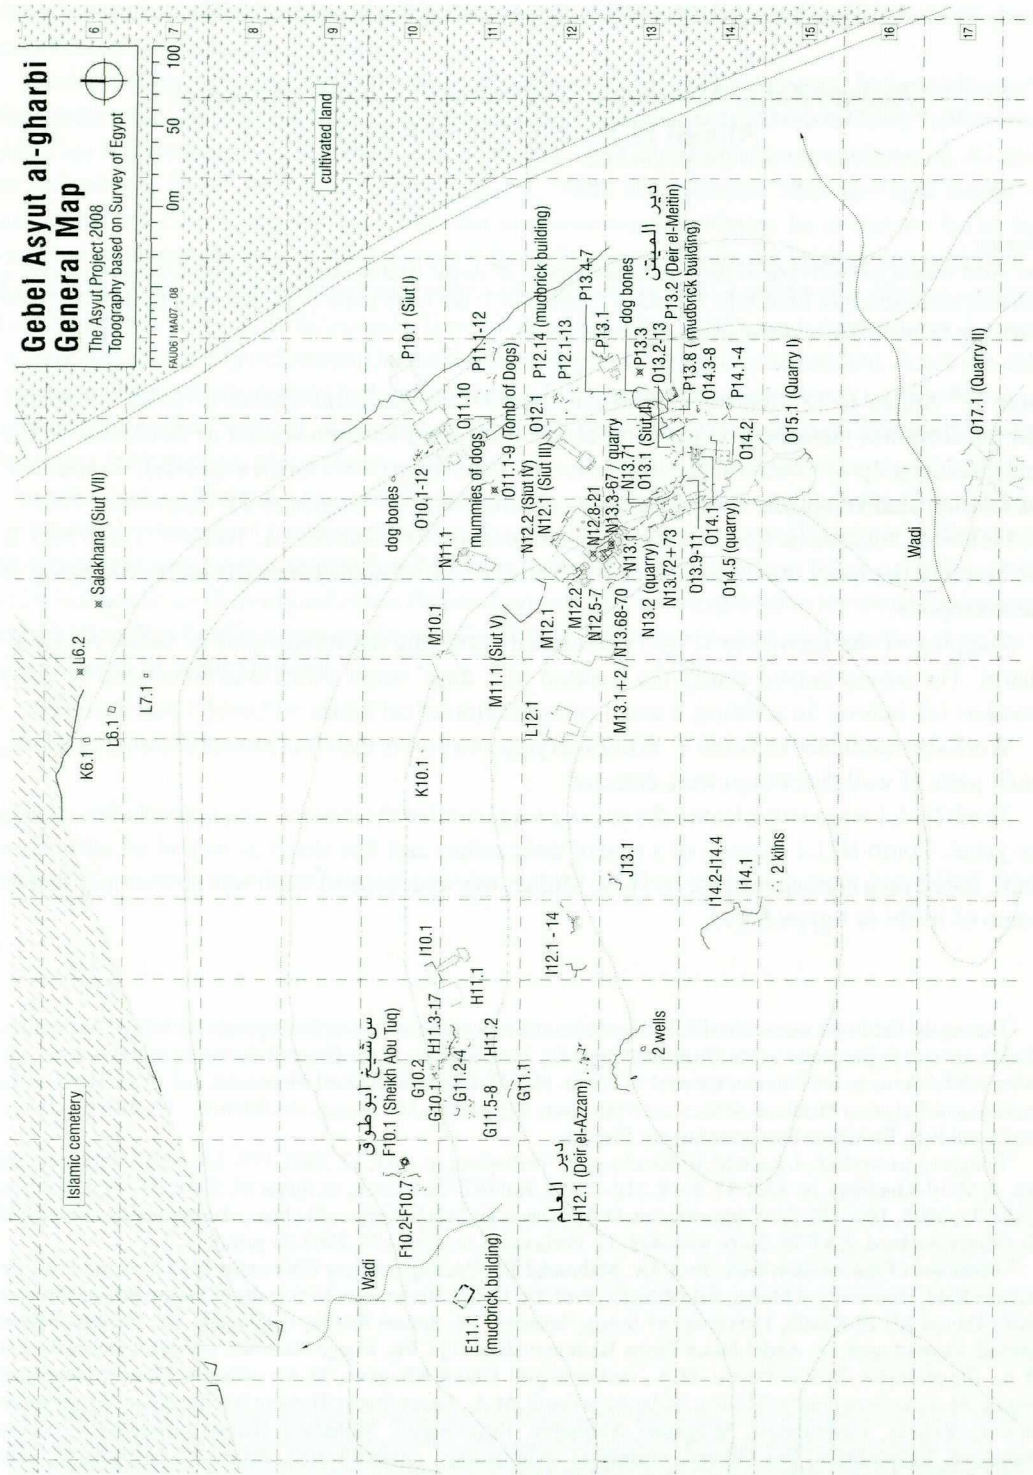 Gebel Asyut al-gharbi
General Map
The Asyut Project 2008
Topography based on Survey of Egypt
0m 50 100
FAU06 1 MA07 - 08
6
7
8
9
10
11
12
13
14
15
16
17
cultivated land
Islamic cemetery
Salakhana (Siut VII)
L6.2
K6.1
L6.1
L7.1
P10.1 (Siut I)
dog bones
O10.1-12
O11.10
P11.1-12
mummies of dogs
O11.1-9 (Tomb of Dogs)
N11.1
M10.1
K10.1
N12.2 (Siut IV)
N12.1 (Siut III)
O12.1
P12.14 (mudbrick building)
P12.1-13
P13.4-7
P13.1
dog bones
P13.3
دير الميتين
P13.2 (Deir el-Meitin)
O13.2-13
P13.8 ( mudbrick building)
O14.3-8
P14.1-4
M11.1 (Siut V)
L12.1
M12.1
M12.2
N12.5-7
N12.8-21
N13.3-67 / quarry
N13.71
O13.1 (Siut II)
M13.1+2 / N13.68-70
N13.1
N13.2 (quarry)
N13.72+73
O13.9-11
O14.1
O14.2
O14.5 (quarry)
O15.1 (Quarry I)
O17.1 (Quarry II)
Wadi
J13.1
I14.2-I14.4
I14.1
2 kilns
I10.1
H11.1
I12.1 - 14
H11.3-17
H11.2
G10.2
G10.1
G11.2-4
G11.5-8
G11.1
2 wells
F10.1 (Sheikh Abu Tuq)
F10.2-F10.7
H12.1 (Deir el-Azzam)
Wadi
E11.1
(mudbrick building)